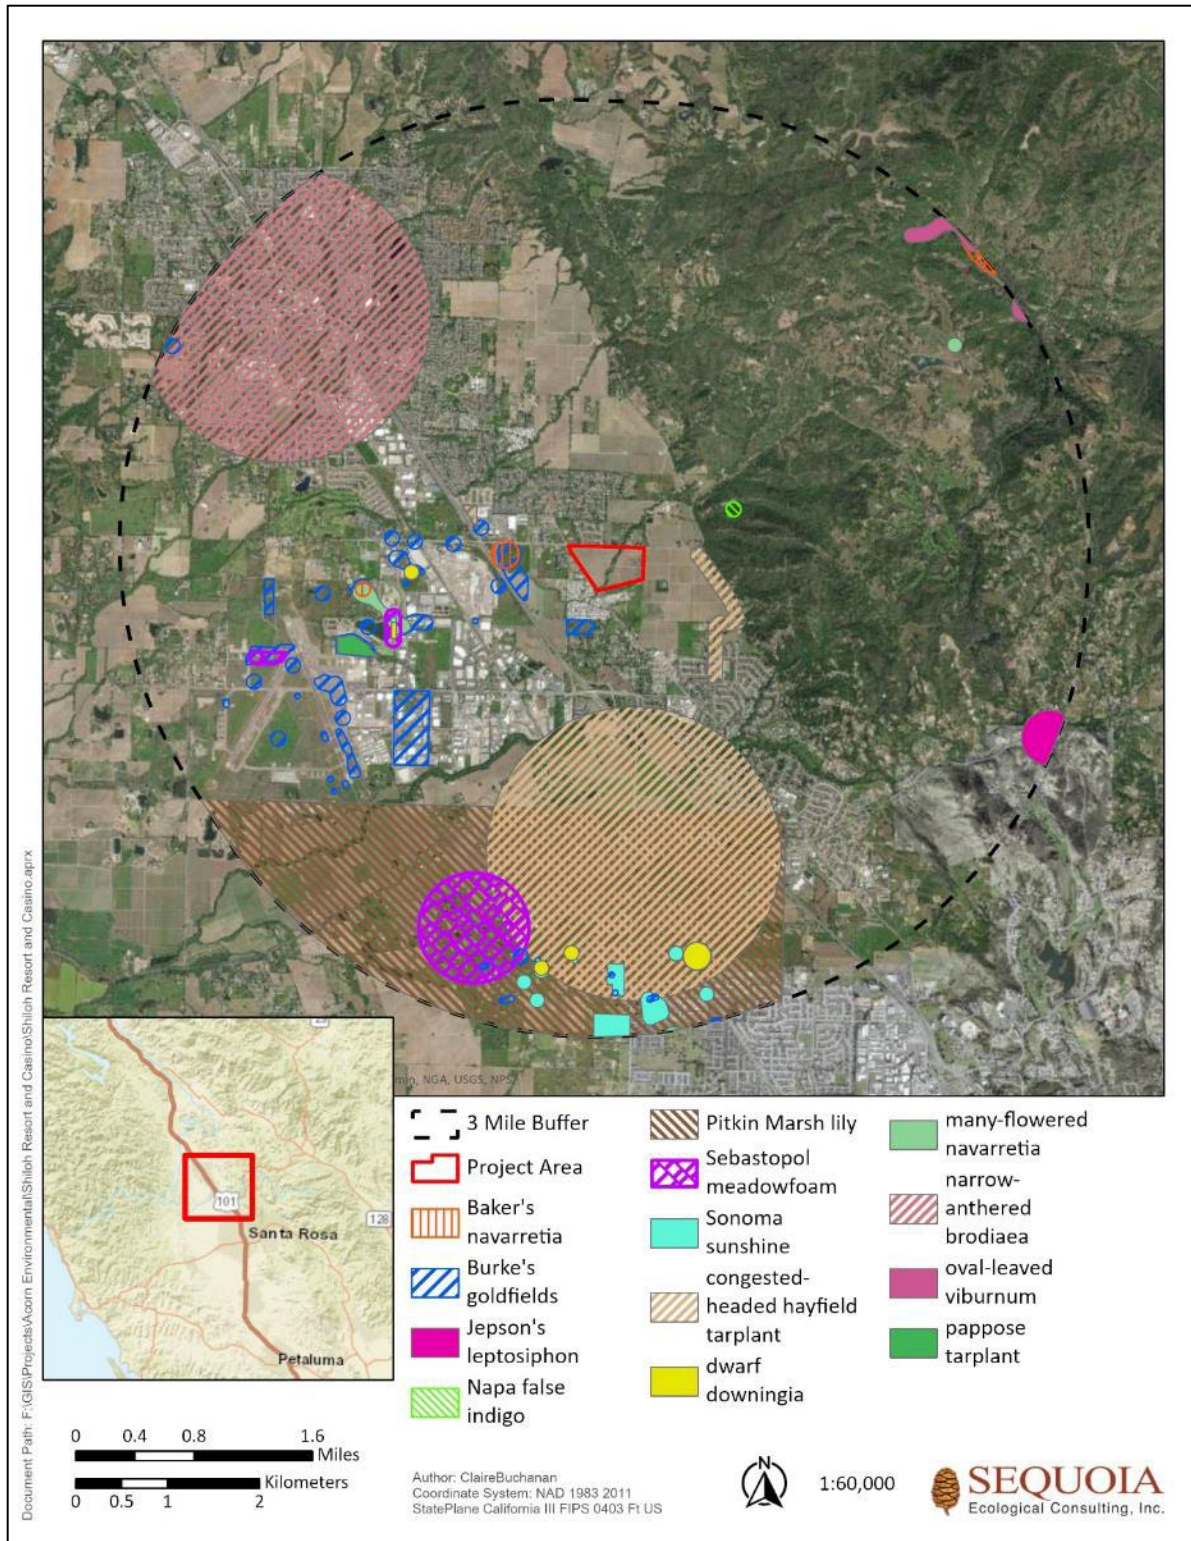 min, NGA, USGS, NPS
101
Santa Rosa
128
Petaluma
Document Path: F:\GIS\Projects\Acorn Environmental\Shiloh Resort and Casino\Shiloh Resort and Casino.aprx
3 Mile Buffer
Project Area
Baker's
navarretia
Burke's
goldfields
Jepson's
leptosiphon
Napa false
indigo
Pitkin Marsh lily
Sebastopol
meadowfoam
Sonoma
sunshine
congested-
headed hayfield
tarplant
dwarf
downingia
many-flowered
navarretia
narrow-
anthered
brodiaea
oval-leaved
viburnum
pappose
tarplant
0 0.4 0.8 1.6
Miles
Kilometers
0 0.5 1 2
Author: ClaireBuchanan
Coordinate System: NAD 1983 2011
StatePlane California III FIPS 0403 Ft US
N
1:60,000
SEQUOIA
Ecological Consulting, Inc.